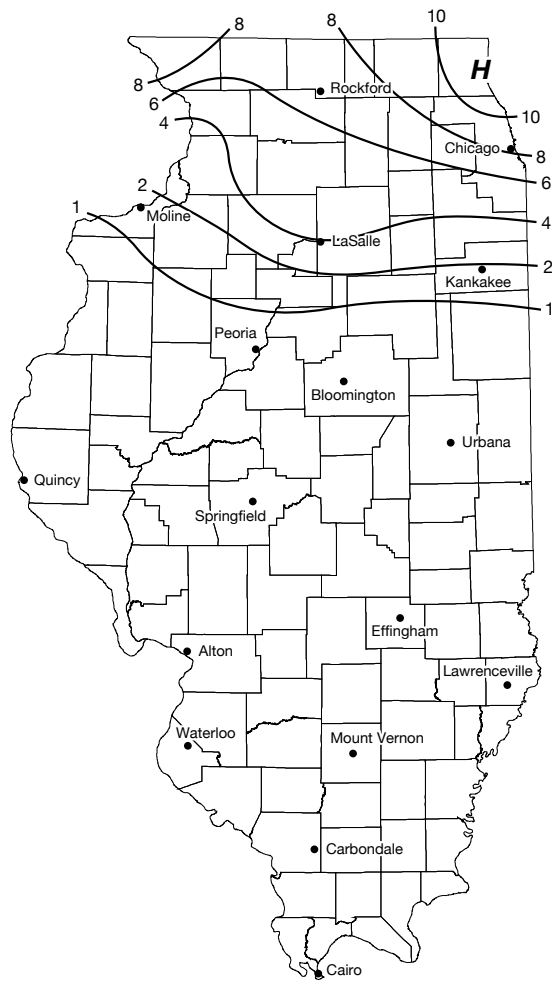 10
8
8
H
8
Rockford
6
10
4
Chicago
8
6
2
Moline
1
4
LaSalle
2
Kankakee
1
Peoria
Bloomington
Urbana
Quincy
Springfield
Effingham
Alton
Lawrenceville
Waterloo
Mount Vernon
Carbondale
Cairo